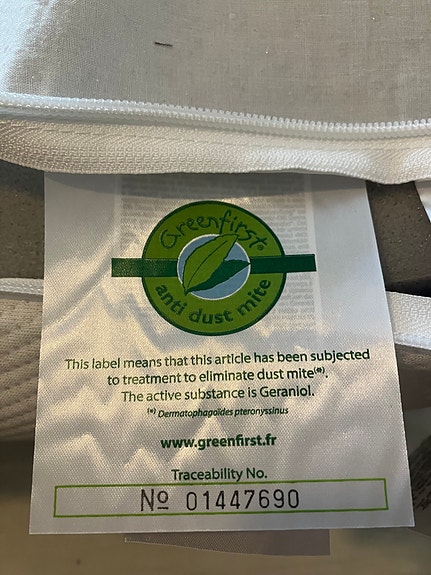 Greenfirst®
anti dust mite
This label means that this article has been subjected
to treatment to eliminate dust mite(*).
The active substance is Geraniol.
(*) Dermatophagoides pteronyssinus
www.greenfirst.fr
Traceability No.
Nº 01447690